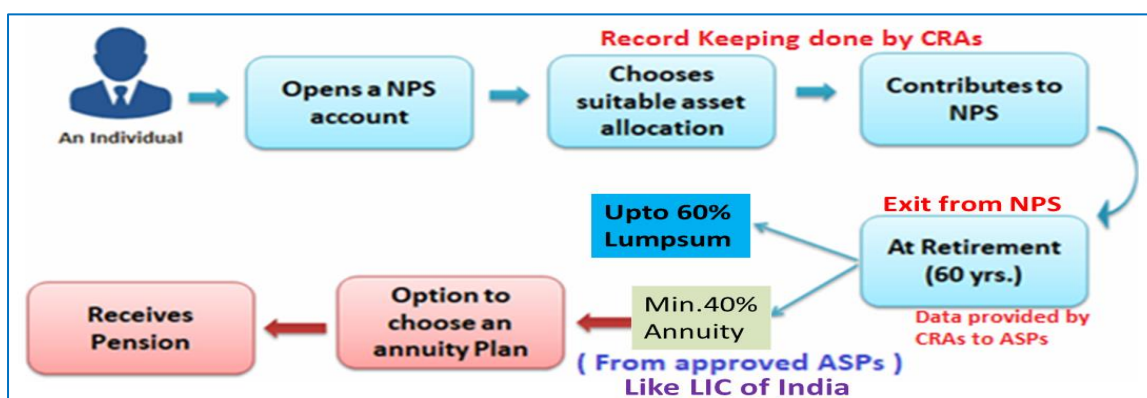 Record Keeping done by CRAs
An Individual
Opens a NPS
account
Chooses
suitable asset
allocation
Contributes to
NPS
Exit from NPS
At Retirement
(60 yrs.)
Data provided by
CRAs to ASPs
Upto 60%
Lumpsum
Min.40%
Annuity
( From approved ASPs )
Like LIC of India
Option to
choose an
annuity Plan
Receives
Pension